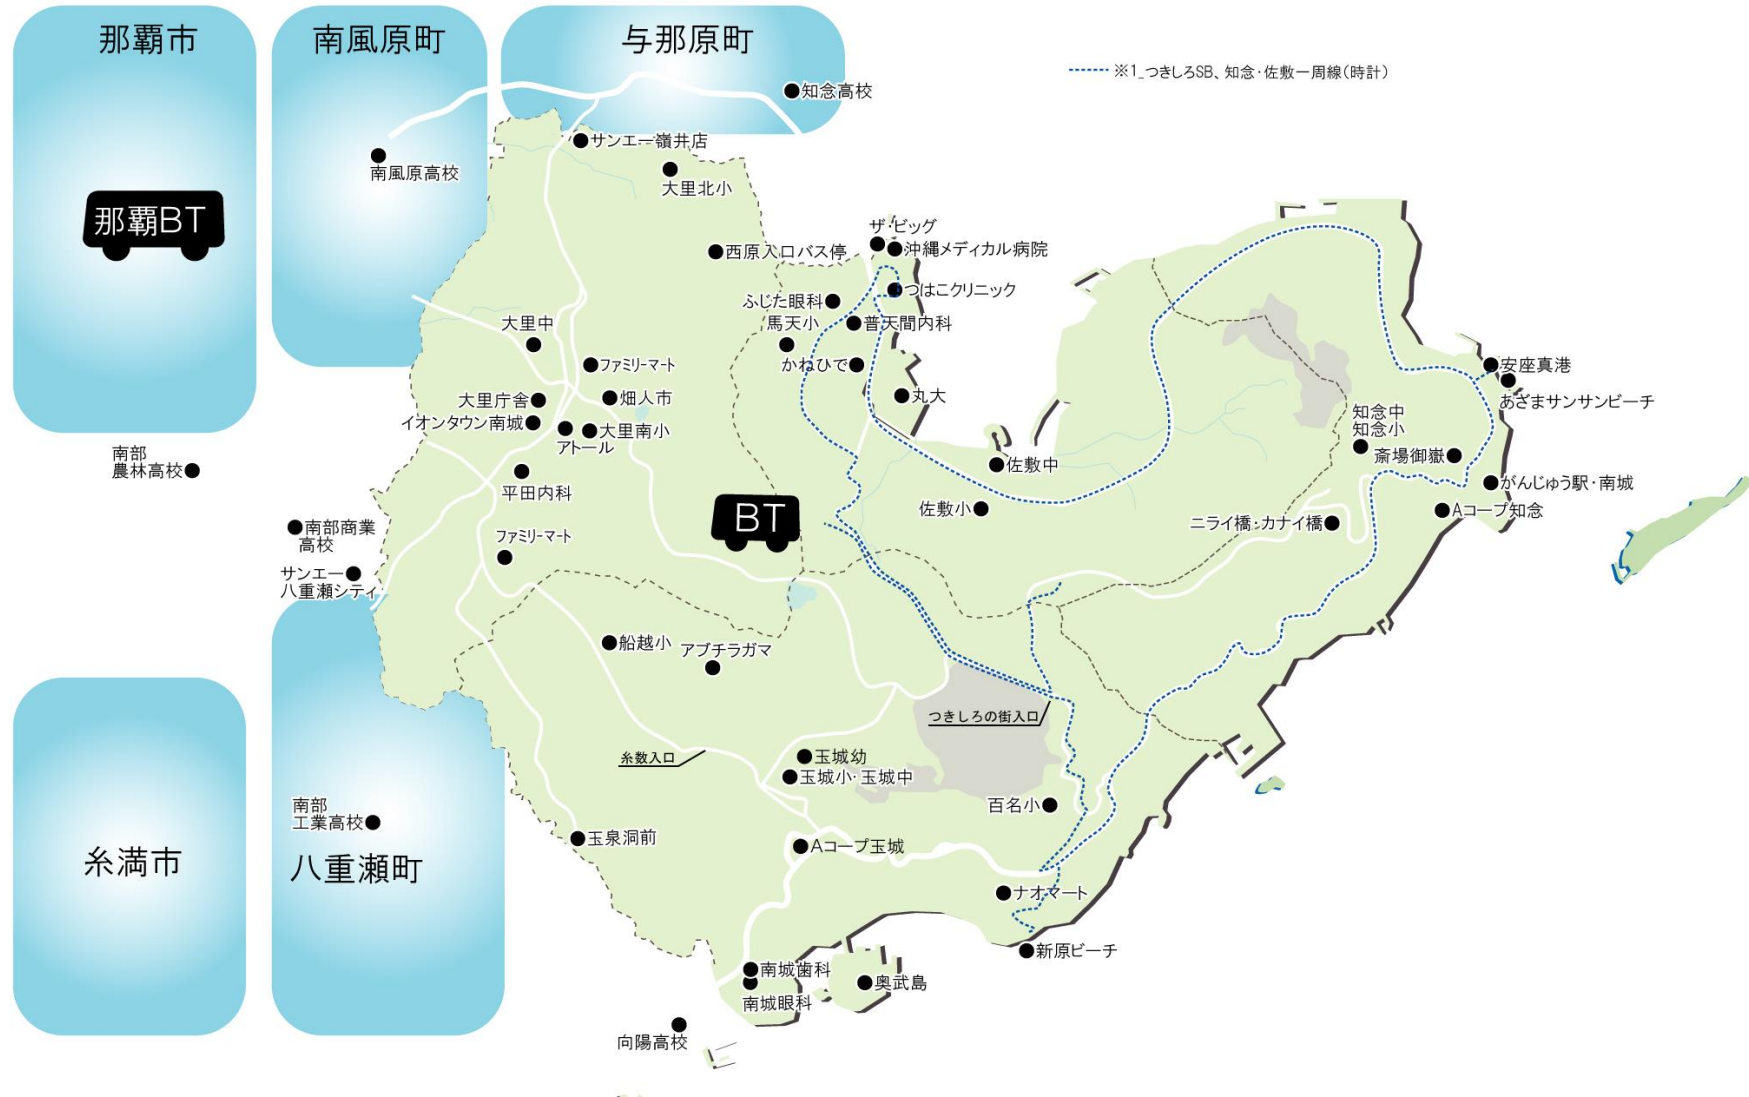 那覇市
南風原町
与那原町
※1_つきしろSB、知念・佐敷一周線(時計)
知念高校
サンエー嶺井店
南風原高校
大里北小
那覇BT
ザ・ビッグ
西原入口バス停
沖縄メディカル病院
つはこクリニック
ふじた眼科
大里中
馬天小
普天間内科
ファミリーマート
かねひで
安座真港
大里庁舎
畑人市
丸大
あざまサンサンビーチ
イオンタウン南城
大里南小
知念中
知念小
アトール
南部
農林高校
斎場御嶽
佐敷中
平田内科
がんじゅう駅・南城
BT
佐敷小
Aコープ知念
ニライ橋・カナイ橋
南部商業
高校
ファミリーマート
サンエー
八重瀬シティ
船越小
アブチラガマ
つきしろの街入口
糸数入口
玉城幼
玉城小・玉城中
南部
工業高校
百名小
玉泉洞前
Aコープ玉城
糸満市
八重瀬町
ナオマート
新原ビーチ
南城歯科
奥武島
南城眼科
向陽高校